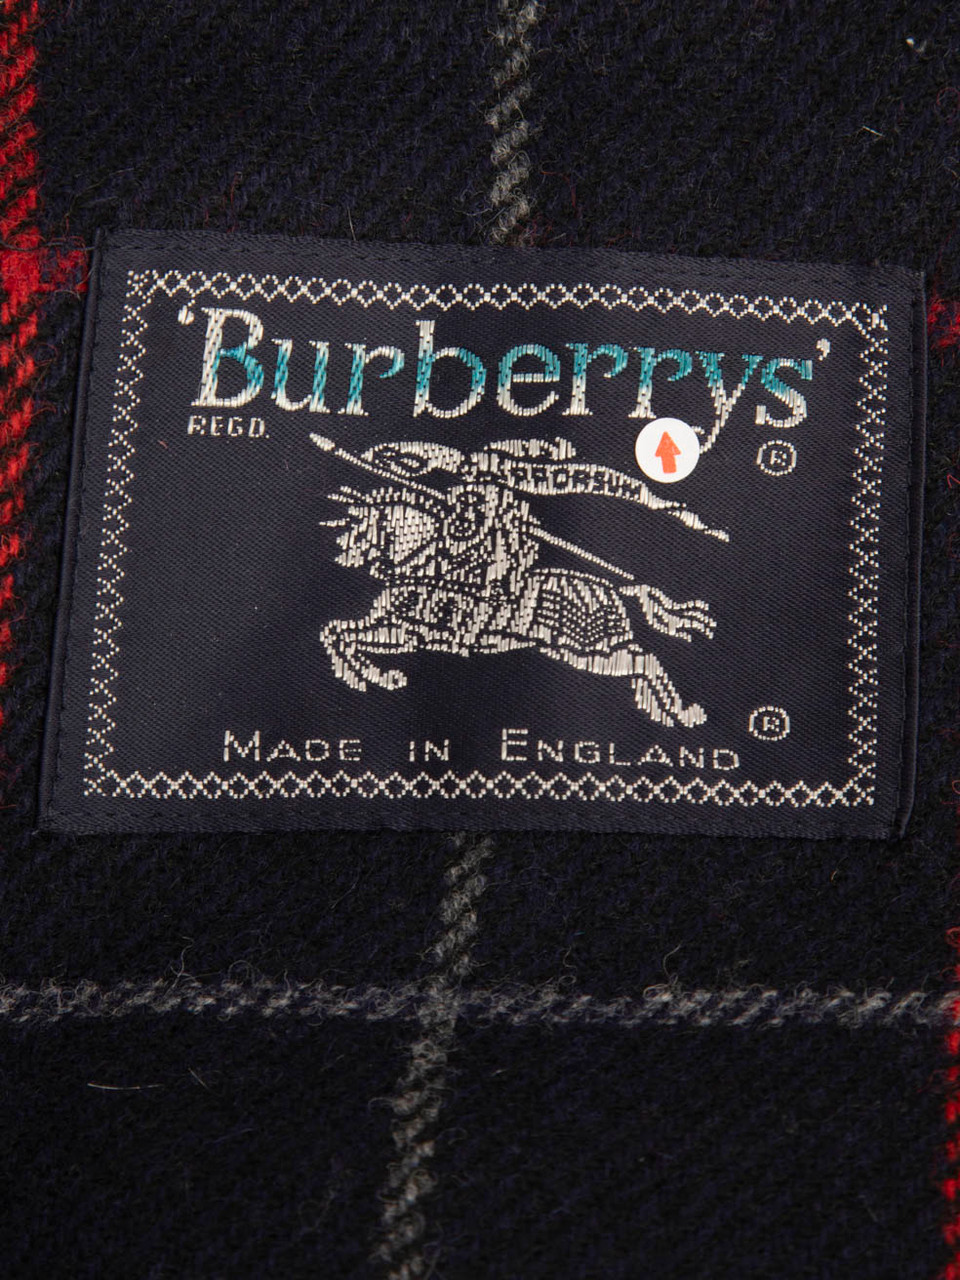 'Burberrys'
REGD.
®
PRORSUM
®
MADE IN ENGLAND